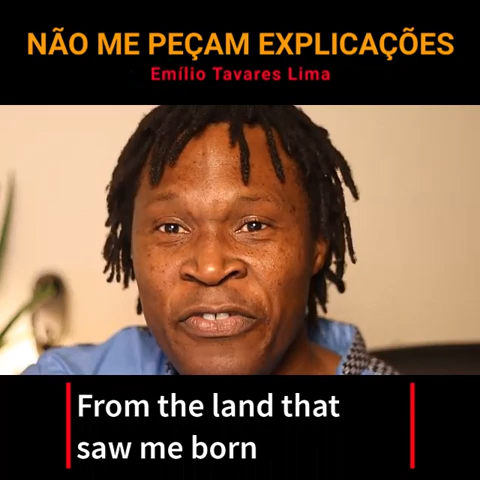 NÃO ME PEÇAM EXPLICAÇÕES
Emílio Tavares Lima
From the land that
saw me born